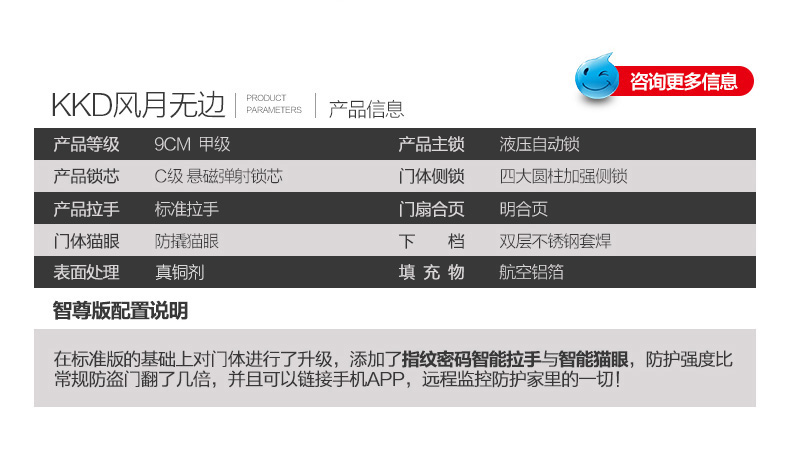 咨询更多信息
KKD风月无边
PRODUCT
PARAMETERS
产品信息
产品等级 9CM 甲级 产品主锁 液压自动锁
产品锁芯 C级 悬磁弹射锁芯 门体侧锁 四大圆柱加强侧锁
产品拉手 标准拉手 门扇合页 明合页
门体猫眼 防撬猫眼 下 档 双层不锈钢套焊
表面处理 真铜剂 填 充 物 航空铝箔
智尊版配置说明
在标准版的基础上对门体进行了升级，添加了指纹密码智能拉手与智能猫眼，防护强度比
常规防盗门翻了几倍，并且可以链接手机APP，远程监控防护家里的一切！